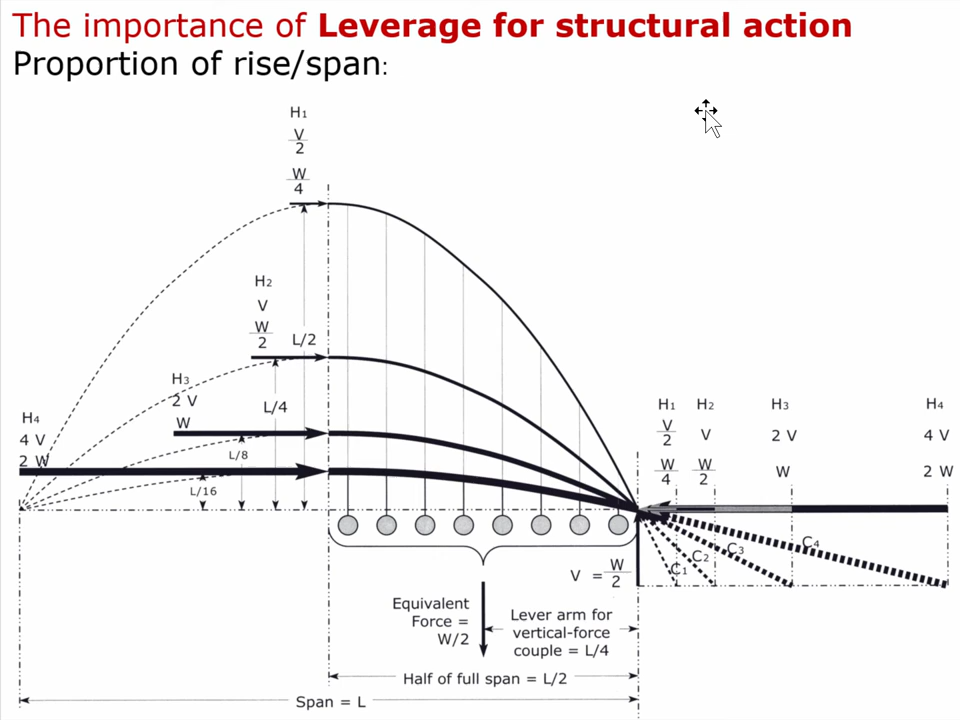 The importance of Leverage for structural action
Proportion of rise/span:
H1
V
2
W
4
H2
V
W
2
L/2
H3
2 V
W
L/4
H4
4 V
2 W
L/8
L/16
H1
V
2
W
4
H2
V
W
2
H3
2 V
W
H4
4 V
2 W
C1
C2
C3
C4
V = W
2
Equivalent
Force =
W/2
Lever arm for
vertical-force
couple = L/4
Half of full span = L/2
Span = L